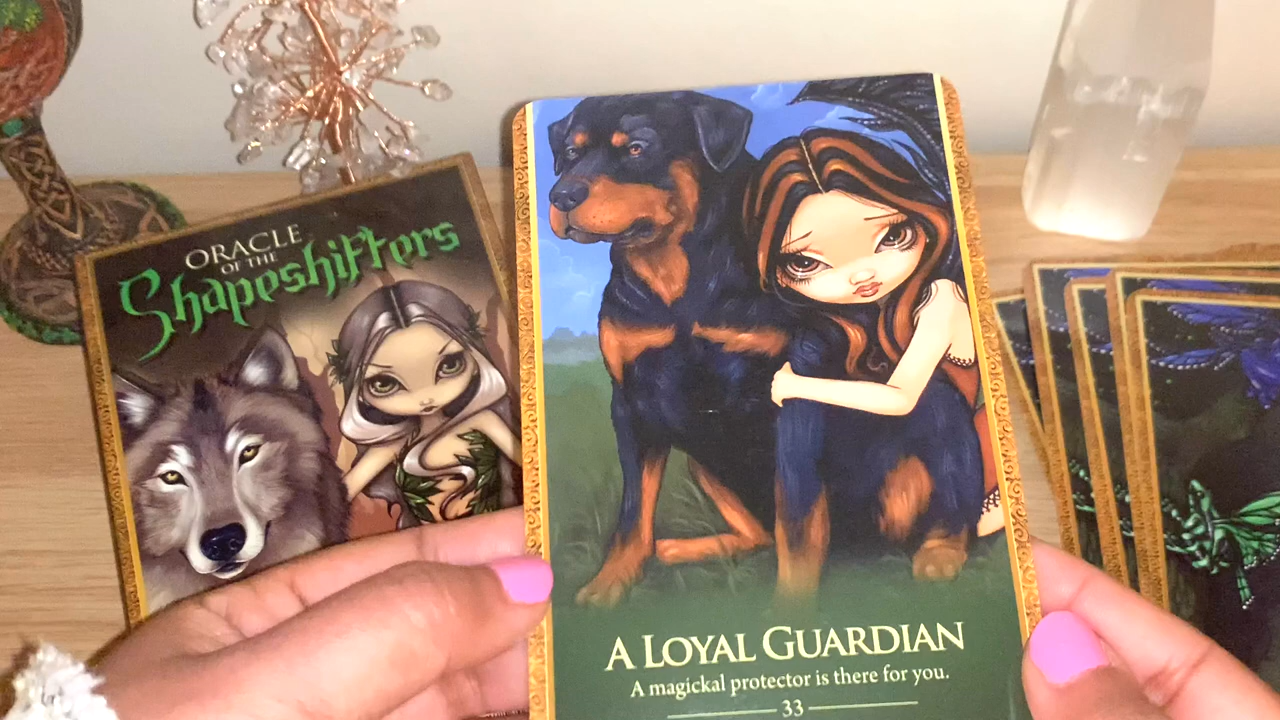 ORACLE
OF THE
Shapeshifters
A LOYAL GUARDIAN
A magickal protector is there for you.
33